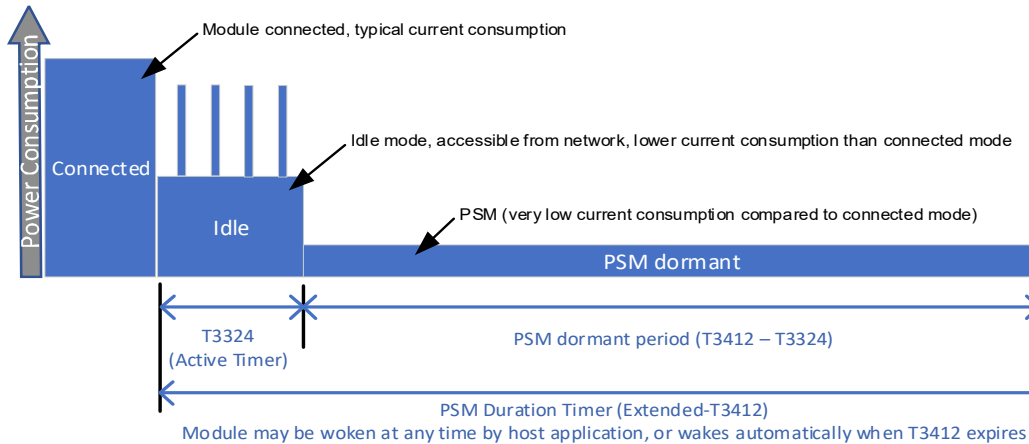 Power Consumption
Module connected, typical current consumption
Idle mode, accessible from network, lower current consumption than connected mode
Connected
PSM (very low current consumption compared to connected mode)
Idle
PSM dormant
T3324
(Active Timer)
PSM dormant period (T3412 – T3324)
PSM Duration Timer (Extended-T3412)
Module may be woken at any time by host application, or wakes automatically when T3412 expires